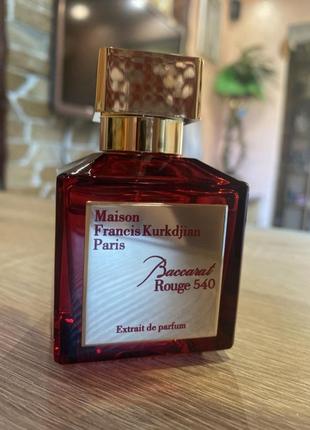 Maison
Francis Kurkdjian
Paris
Baccarat
Rouge 540
Extrait de parfum